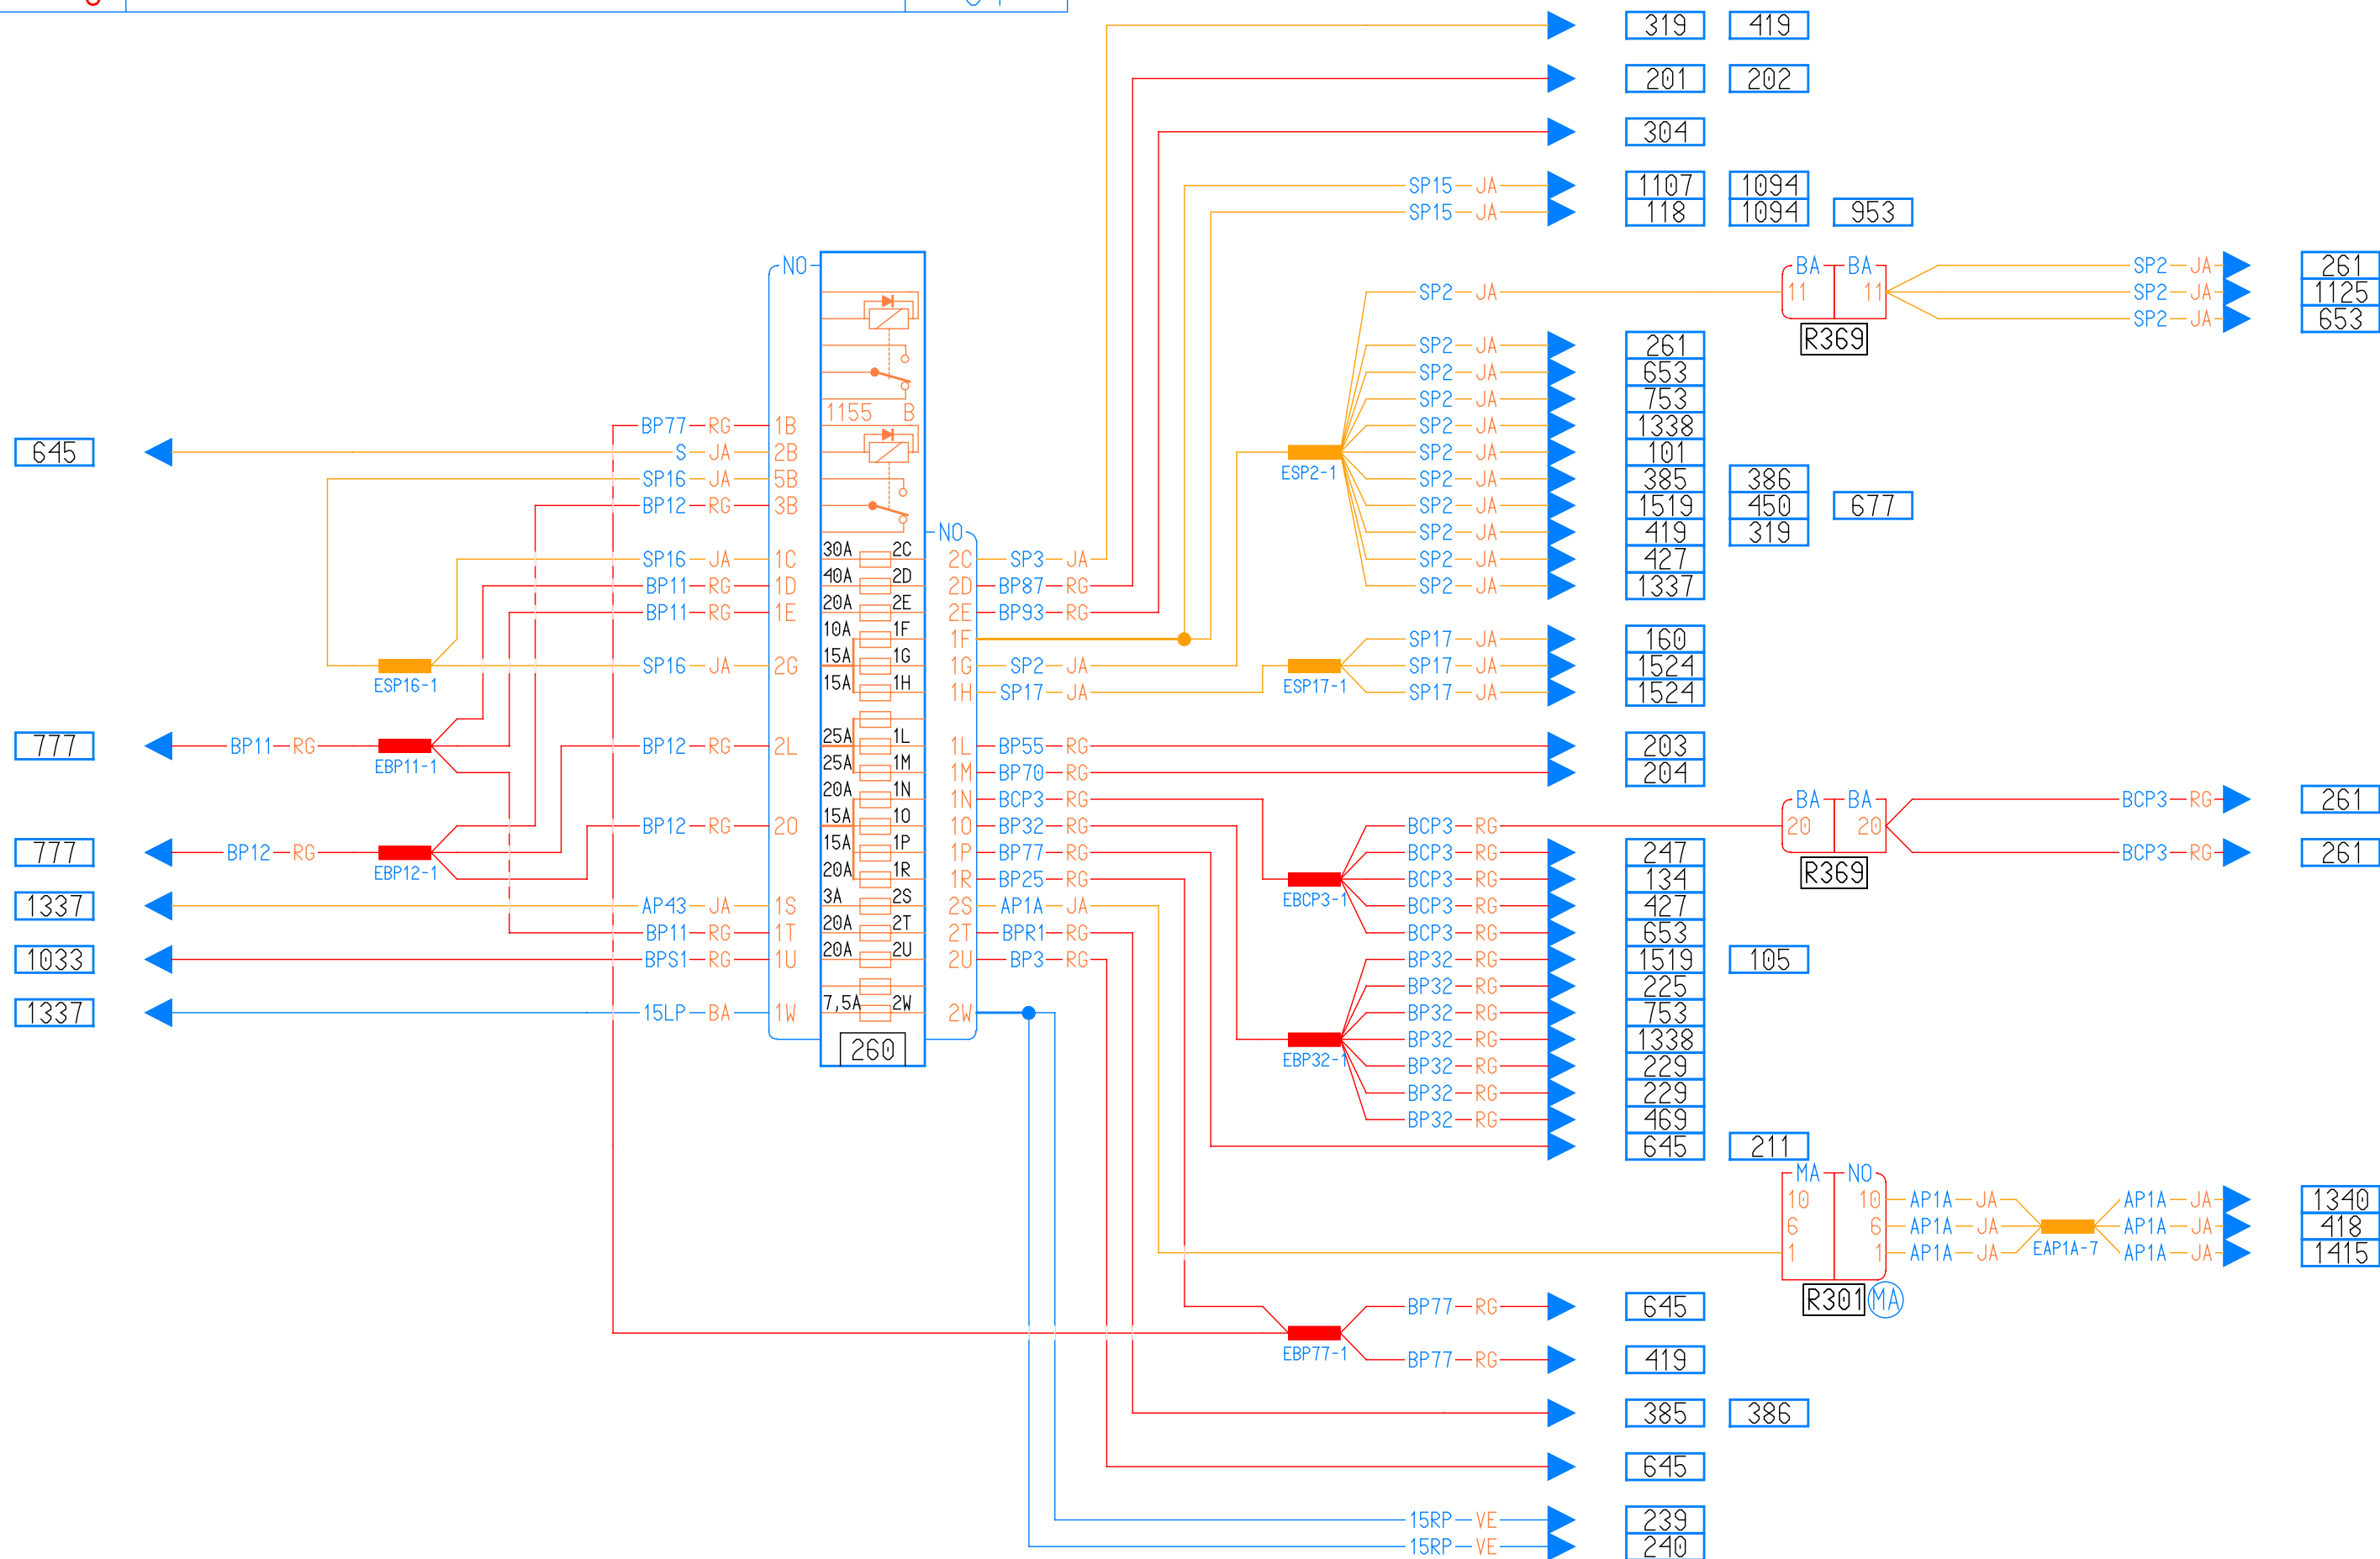 319 419
201 202
304
SP15 JA 1107 1094
SP15 JA 118 1094 953
NO BA BA SP2 JA 261
SP2 JA 11 11 SP2 JA 1125
SP2 JA 653
R369
SP2 JA 261
SP2 JA 653
SP2 JA 753
1155 B
BP77 RG 1B SP2 JA 1338
645 S JA 2B SP2 JA 101
ESP2-1
SP16 JA 5B SP2 JA 385 386
BP12 RG 3B SP2 JA 1519 450 677
NO SP2 JA 419 319
SP16 JA 1C 30A 2C 2C SP3 JA SP2 JA 427
BP11 RG 1D 40A 2D 2D BP87 RG SP2 JA 1337
BP11 RG 1E 20A 2E 2E BP93 RG
10A 1F 1F SP17 JA 160
SP16 JA 2G 15A 1G 1G SP2 JA SP17 JA 1524
ESP16-1 ESP17-1
15A 1H 1H SP17 JA SP17 JA 1524
777 BP11 RG BP12 RG 2L 25A 1L 1L BP55 RG 203
EBP11-1
25A 1M 1M BP70 RG 204
20A 1N 1N BCP3 RG BA BA BCP3 RG 261
BP12 RG 2O 15A 1O 1O BP32 RG BCP3 RG 20 20
777 BP12 RG 15A 1P 1P BP77 RG BCP3 RG 247 BCP3 RG 261
EBP12-1 R369
20A 1R 1R BP25 RG BCP3 RG 134
EBCP3-1
1337 AP43 JA 1S 3A 2S 2S AP1A JA BCP3 RG 427
BP11 RG 1T 20A 2T 2T BPR1 RG BCP3 RG 653
1033 BPS1 RG 1U 20A 2U 2U BP3 RG BP32 RG 1519 105
BP32 RG 225
1337 15LP BA 1W 7,5A 2W 2W BP32 RG 753
260 BP32 RG 1338
EBP32-1
BP32 RG 229
BP32 RG 229
BP32 RG 469
645 211
MA NO
10 10 AP1A JA AP1A JA 1340
6 6 AP1A JA AP1A JA 418
EAP1A-7
1 1 AP1A JA AP1A JA 1415
R301 MA
BP77 RG 645
EBP77-1
BP77 RG 419
385 386
645
15RP VE 239
15RP VE 240